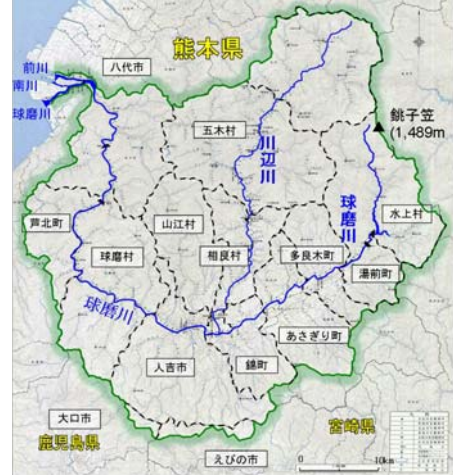 熊本県
八代市
前川
南川
球磨川
五木村
川辺川
銚子笠
(1,489m
球磨川
水上村
芦北町
山江村
球磨村
相良村
多良木町
湯前町
球磨川
あさぎり町
人吉市
錦町
大口市
鹿児島県
宮崎県
えびの市
0
10km